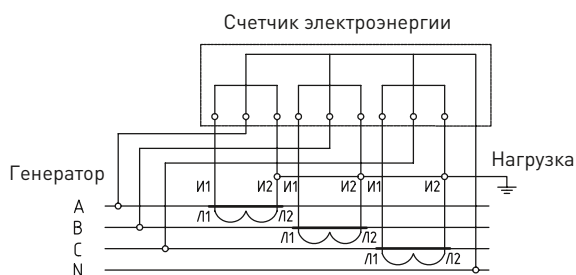 Счетчик электроэнергии
Генератор
Нагрузка
И1 И2 И1 И2 И1 И2
A
Л1 Л2
B
Л1 Л2
C
Л1 Л2
N